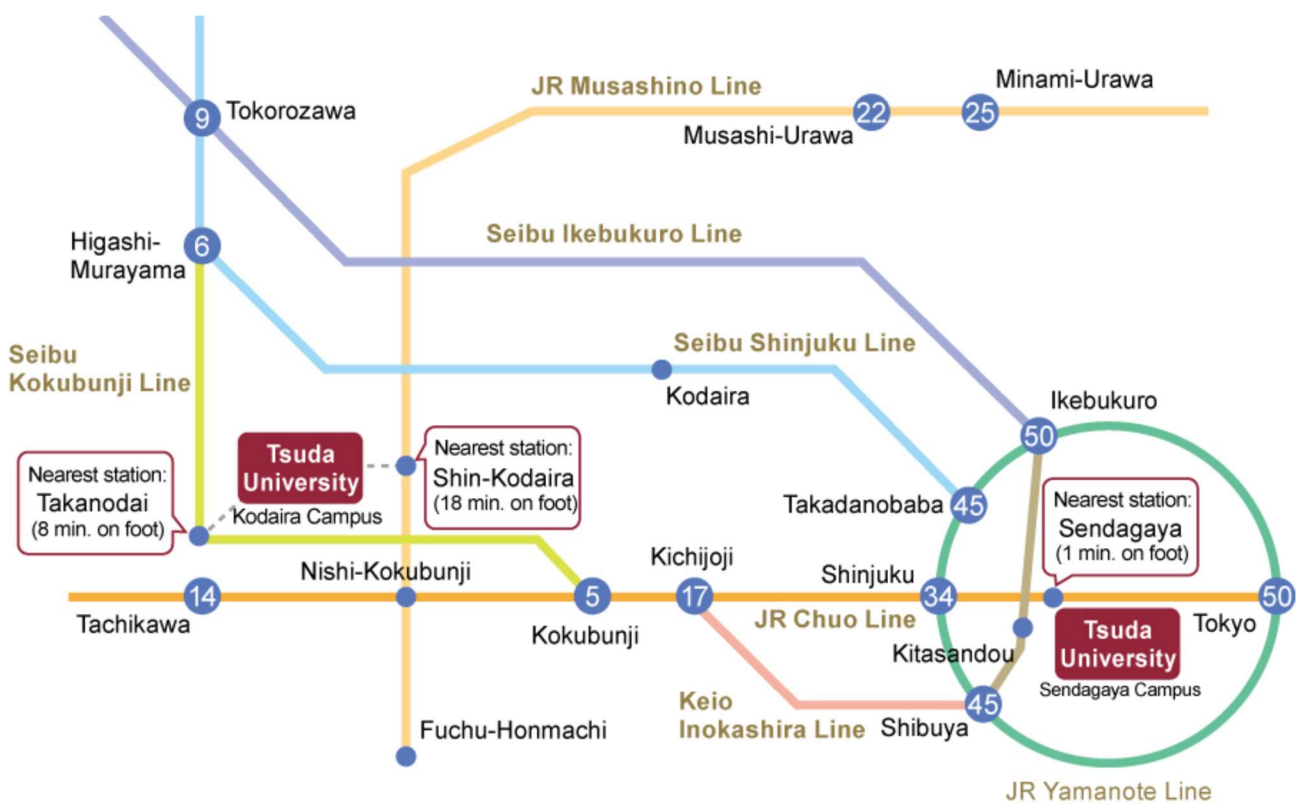 JR Musashino Line
Minami-Urawa
9
Tokorozawa
22
25
Musashi-Urawa
Higashi-
Murayama
6
Seibu Ikebukuro Line
Seibu
Kokubunji Line
Seibu Shinjuku Line
Kodaira
Ikebukuro
50
Nearest station:
Takanodai
(8 min. on foot)
Tsuda
University
Kodaira Campus
Nearest station:
Shin-Kodaira
(18 min. on foot)
Takadanobaba
45
Nearest station:
Sendagaya
(1 min. on foot)
Nishi-Kokubunji
Kichijoji
Shinjuku
14
5
17
34
50
Tachikawa
Kokubunji
JR Chuo Line
Kitasandou
Tsuda
University
Sendagaya Campus
Tokyo
Keio
Inokashira Line
45
Shibuya
Fuchu-Honmachi
JR Yamanote Line